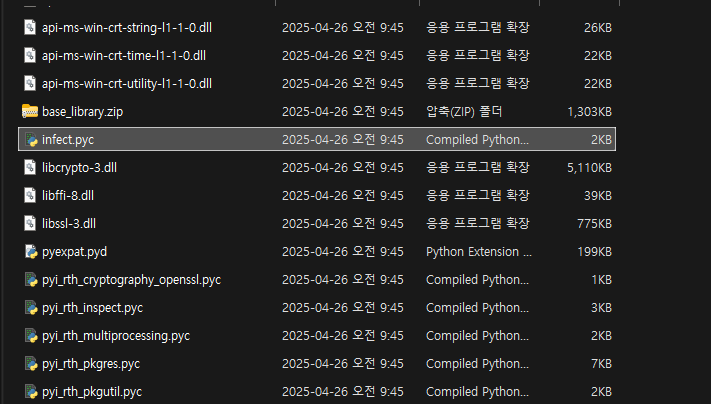 api-ms-win-crt-string-l1-1-0.dll 2025-04-26 오전 9:45 응용 프로그램 확장 26KB
api-ms-win-crt-time-l1-1-0.dll 2025-04-26 오전 9:45 응용 프로그램 확장 22KB
api-ms-win-crt-utility-l1-1-0.dll 2025-04-26 오전 9:45 응용 프로그램 확장 22KB
base_library.zip 2025-04-26 오전 9:45 압축(ZIP) 폴더 1,303KB
infect.pyc 2025-04-26 오전 9:45 Compiled Python... 2KB
libcrypto-3.dll 2025-04-26 오전 9:45 응용 프로그램 확장 5,110KB
libffi-8.dll 2025-04-26 오전 9:45 응용 프로그램 확장 39KB
libssl-3.dll 2025-04-26 오전 9:45 응용 프로그램 확장 775KB
pyexpat.pyd 2025-04-26 오전 9:45 Python Extension ... 199KB
pyi_rth_cryptography_openssl.pyc 2025-04-26 오전 9:45 Compiled Python... 1KB
pyi_rth_inspect.pyc 2025-04-26 오전 9:45 Compiled Python... 3KB
pyi_rth_multiprocessing.pyc 2025-04-26 오전 9:45 Compiled Python... 2KB
pyi_rth_pkgres.pyc 2025-04-26 오전 9:45 Compiled Python... 7KB
pyi_rth_pkgutil.pyc 2025-04-26 오전 9:45 Compiled Python... 2KB